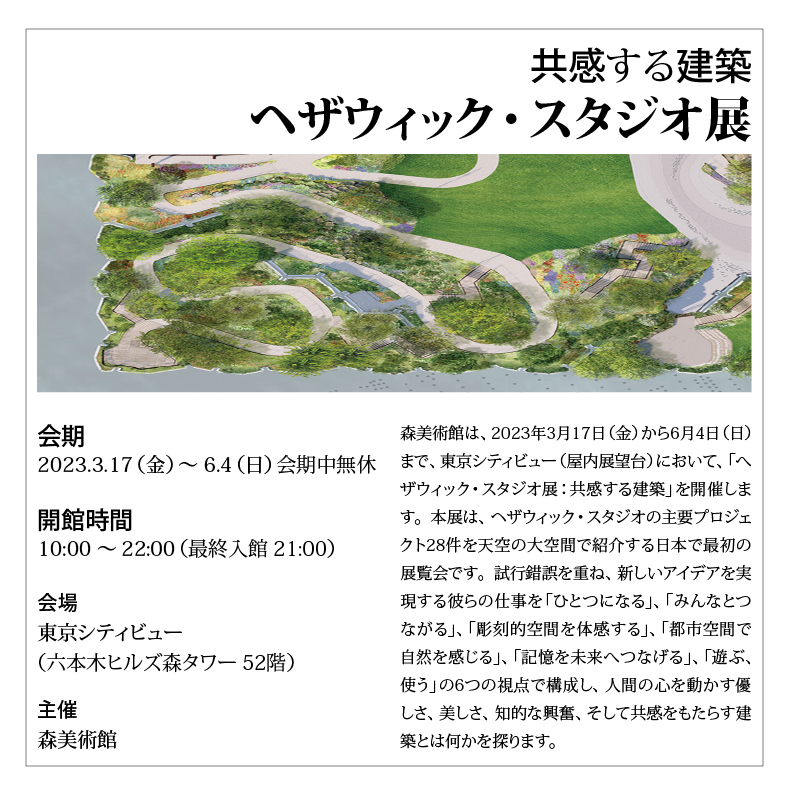 共感する建築
ヘザウィック・スタジオ展
会期
2023.3.17（金）～ 6.4（日）会期中無休
開館時間
10:00 ～ 22:00（最終入館 21:00）
会場
東京シティビュー
（六本木ヒルズ森タワー 52階）
主催
森美術館
森美術館は、2023年3月17日（金）から6月4日（日）
まで、東京シティビュー（屋内展望台）において、「ヘ
ザウィック・スタジオ展：共感する建築」を開催しま
す。本展は、ヘザウィック・スタジオの主要プロジェ
クト28件を天空の大空間で紹介する日本で最初の
展覧会です。試行錯誤を重ね、新しいアイデアを実
現する彼らの仕事を「ひとつになる」、「みんなとつ
ながる」、「彫刻的空間を体感する」、「都市空間で
自然を感じる」、「記憶を未来へつなげる」、「遊ぶ、
使う」の6つの視点で構成し、人間の心を動かす優
しさ、美しさ、知的な興奮、そして共感をもたらす建
築とは何かを探ります。